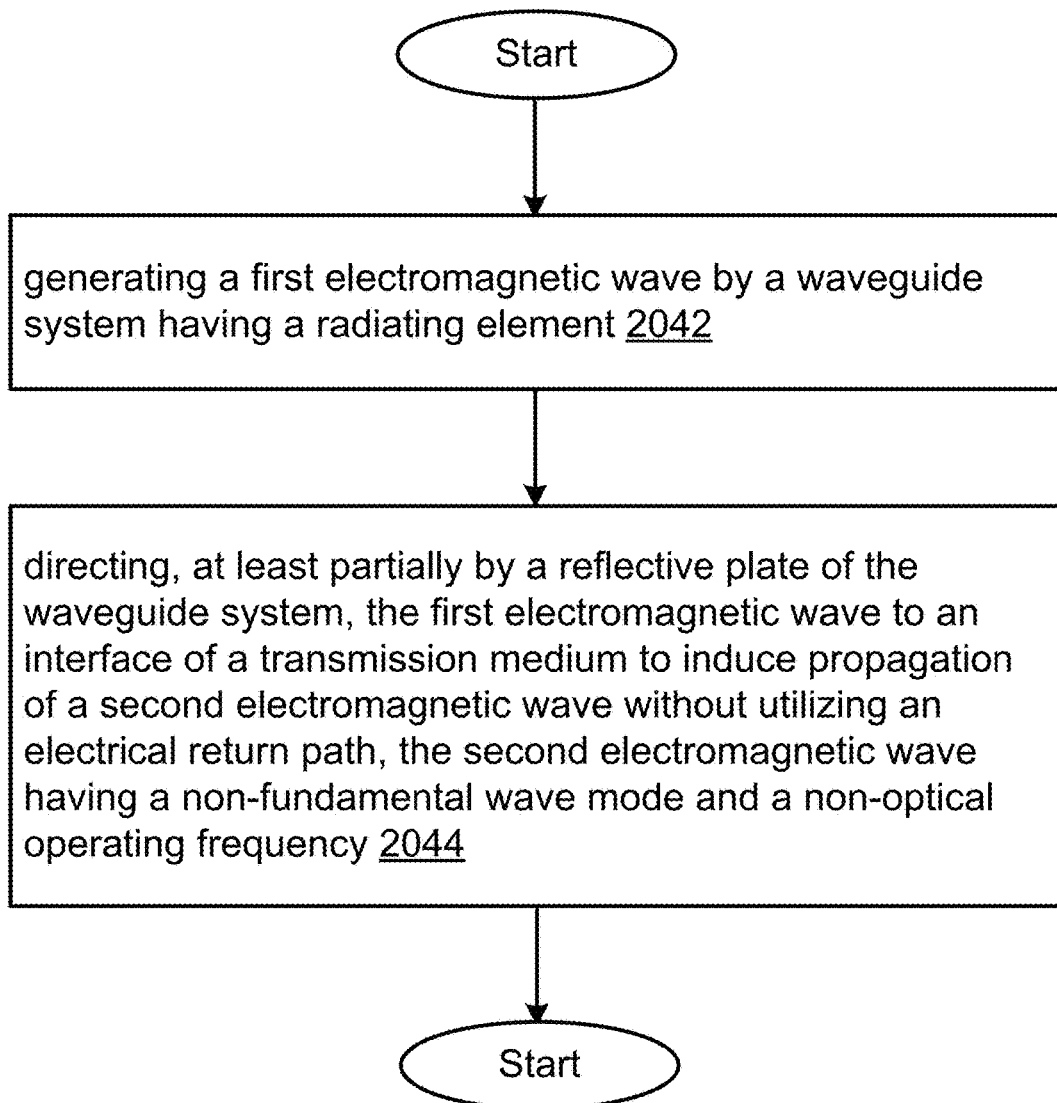 Start
generating a first electromagnetic wave by a waveguide
system having a radiating element 2042
directing, at least partially by a reflective plate of the
waveguide system, the first electromagnetic wave to an
interface of a transmission medium to induce propagation
of a second electromagnetic wave without utilizing an
electrical return path, the second electromagnetic wave
having a non-fundamental wave mode and a non-optical
operating frequency 2044
Start